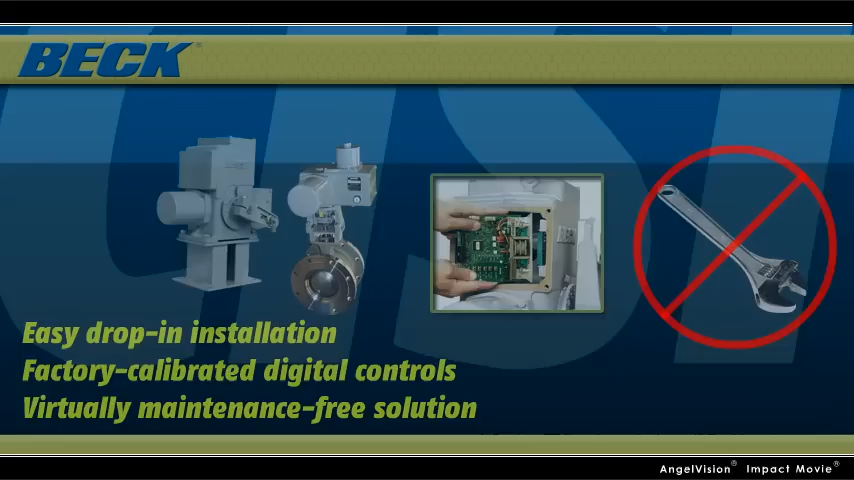 BECK®
Easy drop-in installation
Factory-calibrated digital controls
Virtually maintenance-free solution
AngelVision® Impact Movie®